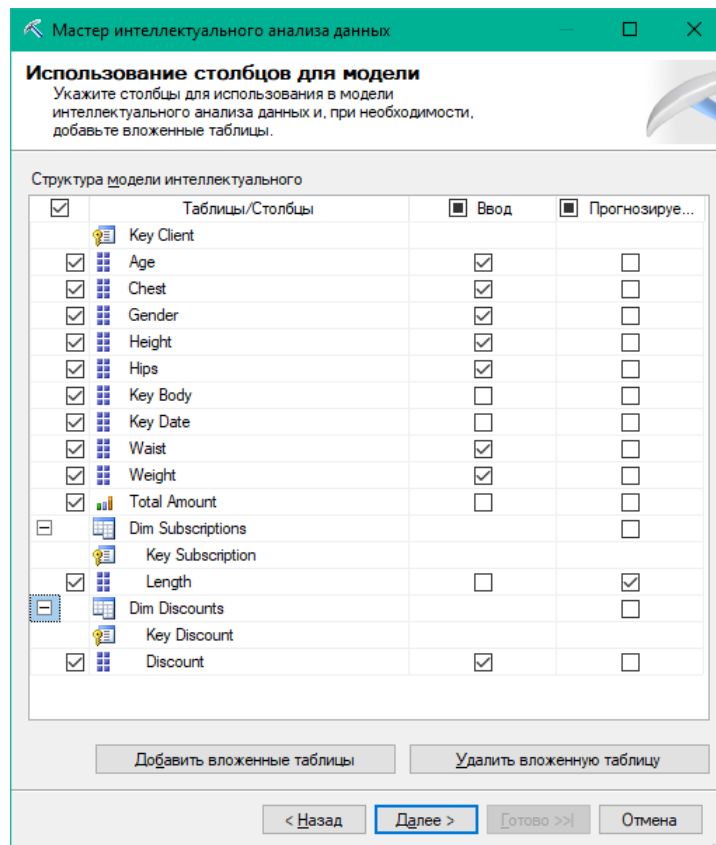 Мастер интеллектуального анализа данных
Использование столбцов для модели
Укажите столбцы для использования в модели
интеллектуального анализа данных и, при необходимости,
добавьте вложенные таблицы.
Структура модели интеллектуального
Таблицы/Столбцы Ввод Прогнозируе...
Key Client
Age
Chest
Gender
Height
Hips
Key Body
Key Date
Waist
Weight
Total Amount
Dim Subscriptions
Key Subscription
Length
Dim Discounts
Key Discount
Discount
Добавить вложенные таблицы Удалить вложенную таблицу
< Назад Далее > Готово >>| Отмена